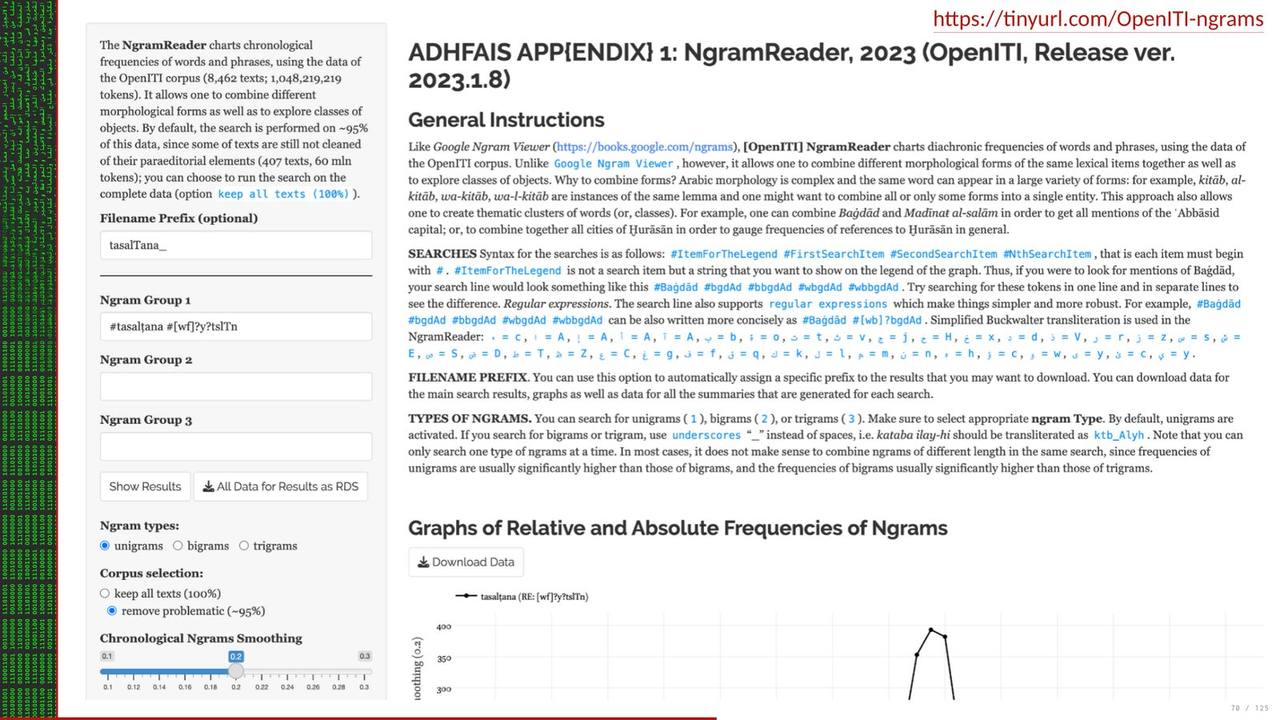 https://tinyurl.com/OpenITI-ngrams
The NgramReader charts chronological
frequencies of words and phrases, using the data of
the OpenITI corpus (8,462 texts; 1,048,219,219
tokens). It allows one to combine different
morphological forms as well as to explore classes of
objects. By default, the search is performed on ~95%
of this data, since some of texts are still not cleaned
of their paraeditorial elements (407 texts, 60 mln
tokens); you can choose to run the search on the
complete data (option keep all texts (100%) ).
Filename Prefix (optional)
tasalTana_
Ngram Group 1
#tasalṭana #[wf]?y?tslTn
Ngram Group 2
Ngram Group 3
Show Results
All Data for Results as RDS
Ngram types:
unigrams bigrams trigrams
Corpus selection:
keep all texts (100%)
remove problematic (~95%)
Chronological Ngrams Smoothing
0.1 0.2 0.3
0.1 0.12 0.14 0.16 0.18 0.2 0.22 0.24 0.26 0.28 0.3
ADHFAIS APP{ENDIX} 1: NgramReader, 2023 (OpenITI, Release ver.
2023.1.8)
General Instructions
Like Google Ngram Viewer (https://books.google.com/ngrams), [OpenITI] NgramReader charts diachronic frequencies of words and phrases, using the data of
the OpenITI corpus. Unlike Google Ngram Viewer , however, it allows one to combine different morphological forms of the same lexical items together as well as
to explore classes of objects. Why to combine forms? Arabic morphology is complex and the same word can appear in a large variety of forms: for example, kitāb, al-
kitāb, wa-kitāb, wa-l-kitāb are instances of the same lemma and one might want to combine all or only some forms into a single entity. This approach also allows
one to create thematic clusters of words (or, classes). For example, one can combine Baġdād and Madīnaŧ al-salām in order to get all mentions of the ʿAbbāsid
capital; or, to combine together all cities of Ḫurāsān in order to gauge frequencies of references to Ḫurāsān in general.
SEARCHES Syntax for the searches is as follows: #ItemForTheLegend #FirstSearchItem #SecondSearchItem #NthSearchItem , that is each item must begin
with # . #ItemForTheLegend is not a search item but a string that you want to show on the legend of the graph. Thus, if you were to look for mentions of Baġdād,
your search line would look something like this #Baġdād #bgdAd #bbgdAd #wbgdAd #wbbgdAd . Try searching for these tokens in one line and in separate lines to
see the difference. Regular expressions. The search line also supports regular expressions which make things simpler and more robust. For example, #Baġdād
#bgdAd #bbgdAd #wbgdAd #wbbgdAd can be also written more concisely as #Baġdād #[wb]?bgdAd . Simplified Buckwalter transliteration is used in the
NgramReader: ء = c, ا = A, إ = A, أ = A, آ = A, ب = b, ة = o, ت = t, ث = v, ج = j, ح = H, خ = x, د = d, ذ = V, ر = r, ز = z, س = s, ش =
E, ص = S, ض = D, ط = T, ظ = Z, ع = C, غ = g, ف = f, ق = q, ك = k, ل = l, م = m, ن = n, ه = h, ؤ = c, و = w, ى = y, ئ = c, ي = y.
FILENAME PREFIX. You can use this option to automatically assign a specific prefix to the results that you may want to download. You can download data for
the main search results, graphs as well as data for all the summaries that are generated for each search.
TYPES OF NGRAMS. You can search for unigrams ( 1 ), bigrams ( 2 ), or trigrams ( 3 ). Make sure to select appropriate ngram Type. By default, unigrams are
activated. If you search for bigrams or trigram, use underscores “_” instead of spaces, i.e. kataba ilay-hi should be transliterated as ktb_Alyh . Note that you can
only search one type of ngrams at a time. In most cases, it does not make sense to combine ngrams of different length in the same search, since frequencies of
unigrams are usually significantly higher than those of bigrams, and the frequencies of bigrams usually significantly higher than those of trigrams.
Graphs of Relative and Absolute Frequencies of Ngrams
Download Data
tasalṭana (RE: [wf]?y?tslTn)
400
350
300
70 / 125